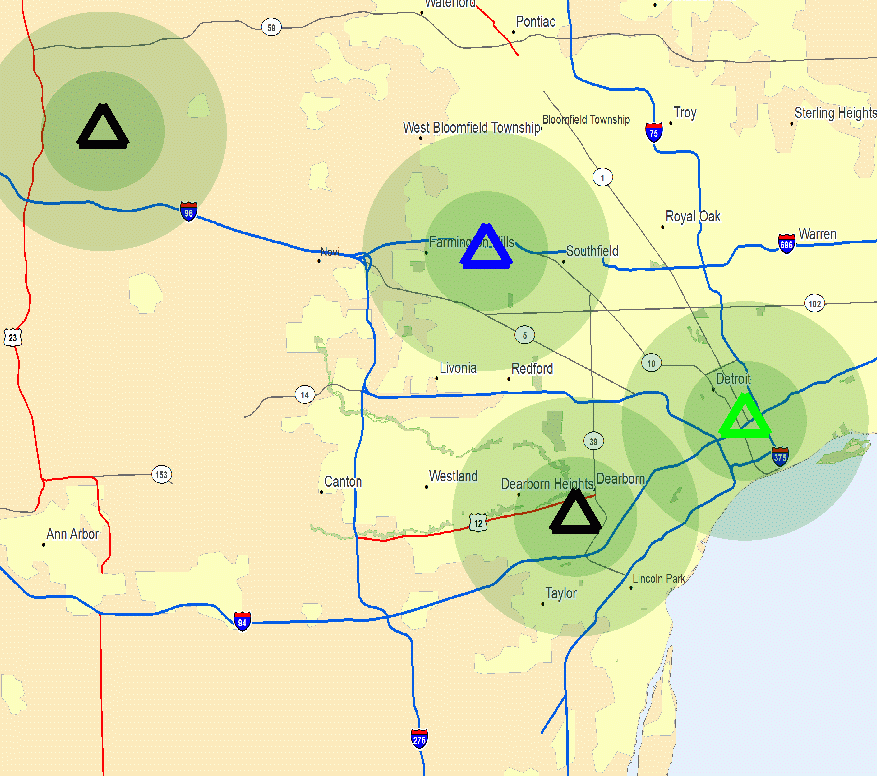 Waterford
59
Pontiac
Troy
Sterling Heights
Bloomfield Township
West Bloomfield Township
75
1
96
Royal Oak
Warren
696
Farmington Hills
Southfield
Novi
102
23
5
10
Livonia
Redford
Detroit
14
39
375
153
Canton
Westland
Dearborn Heights
Dearborn
12
Ann Arbor
Lincoln Park
Taylor
94
275